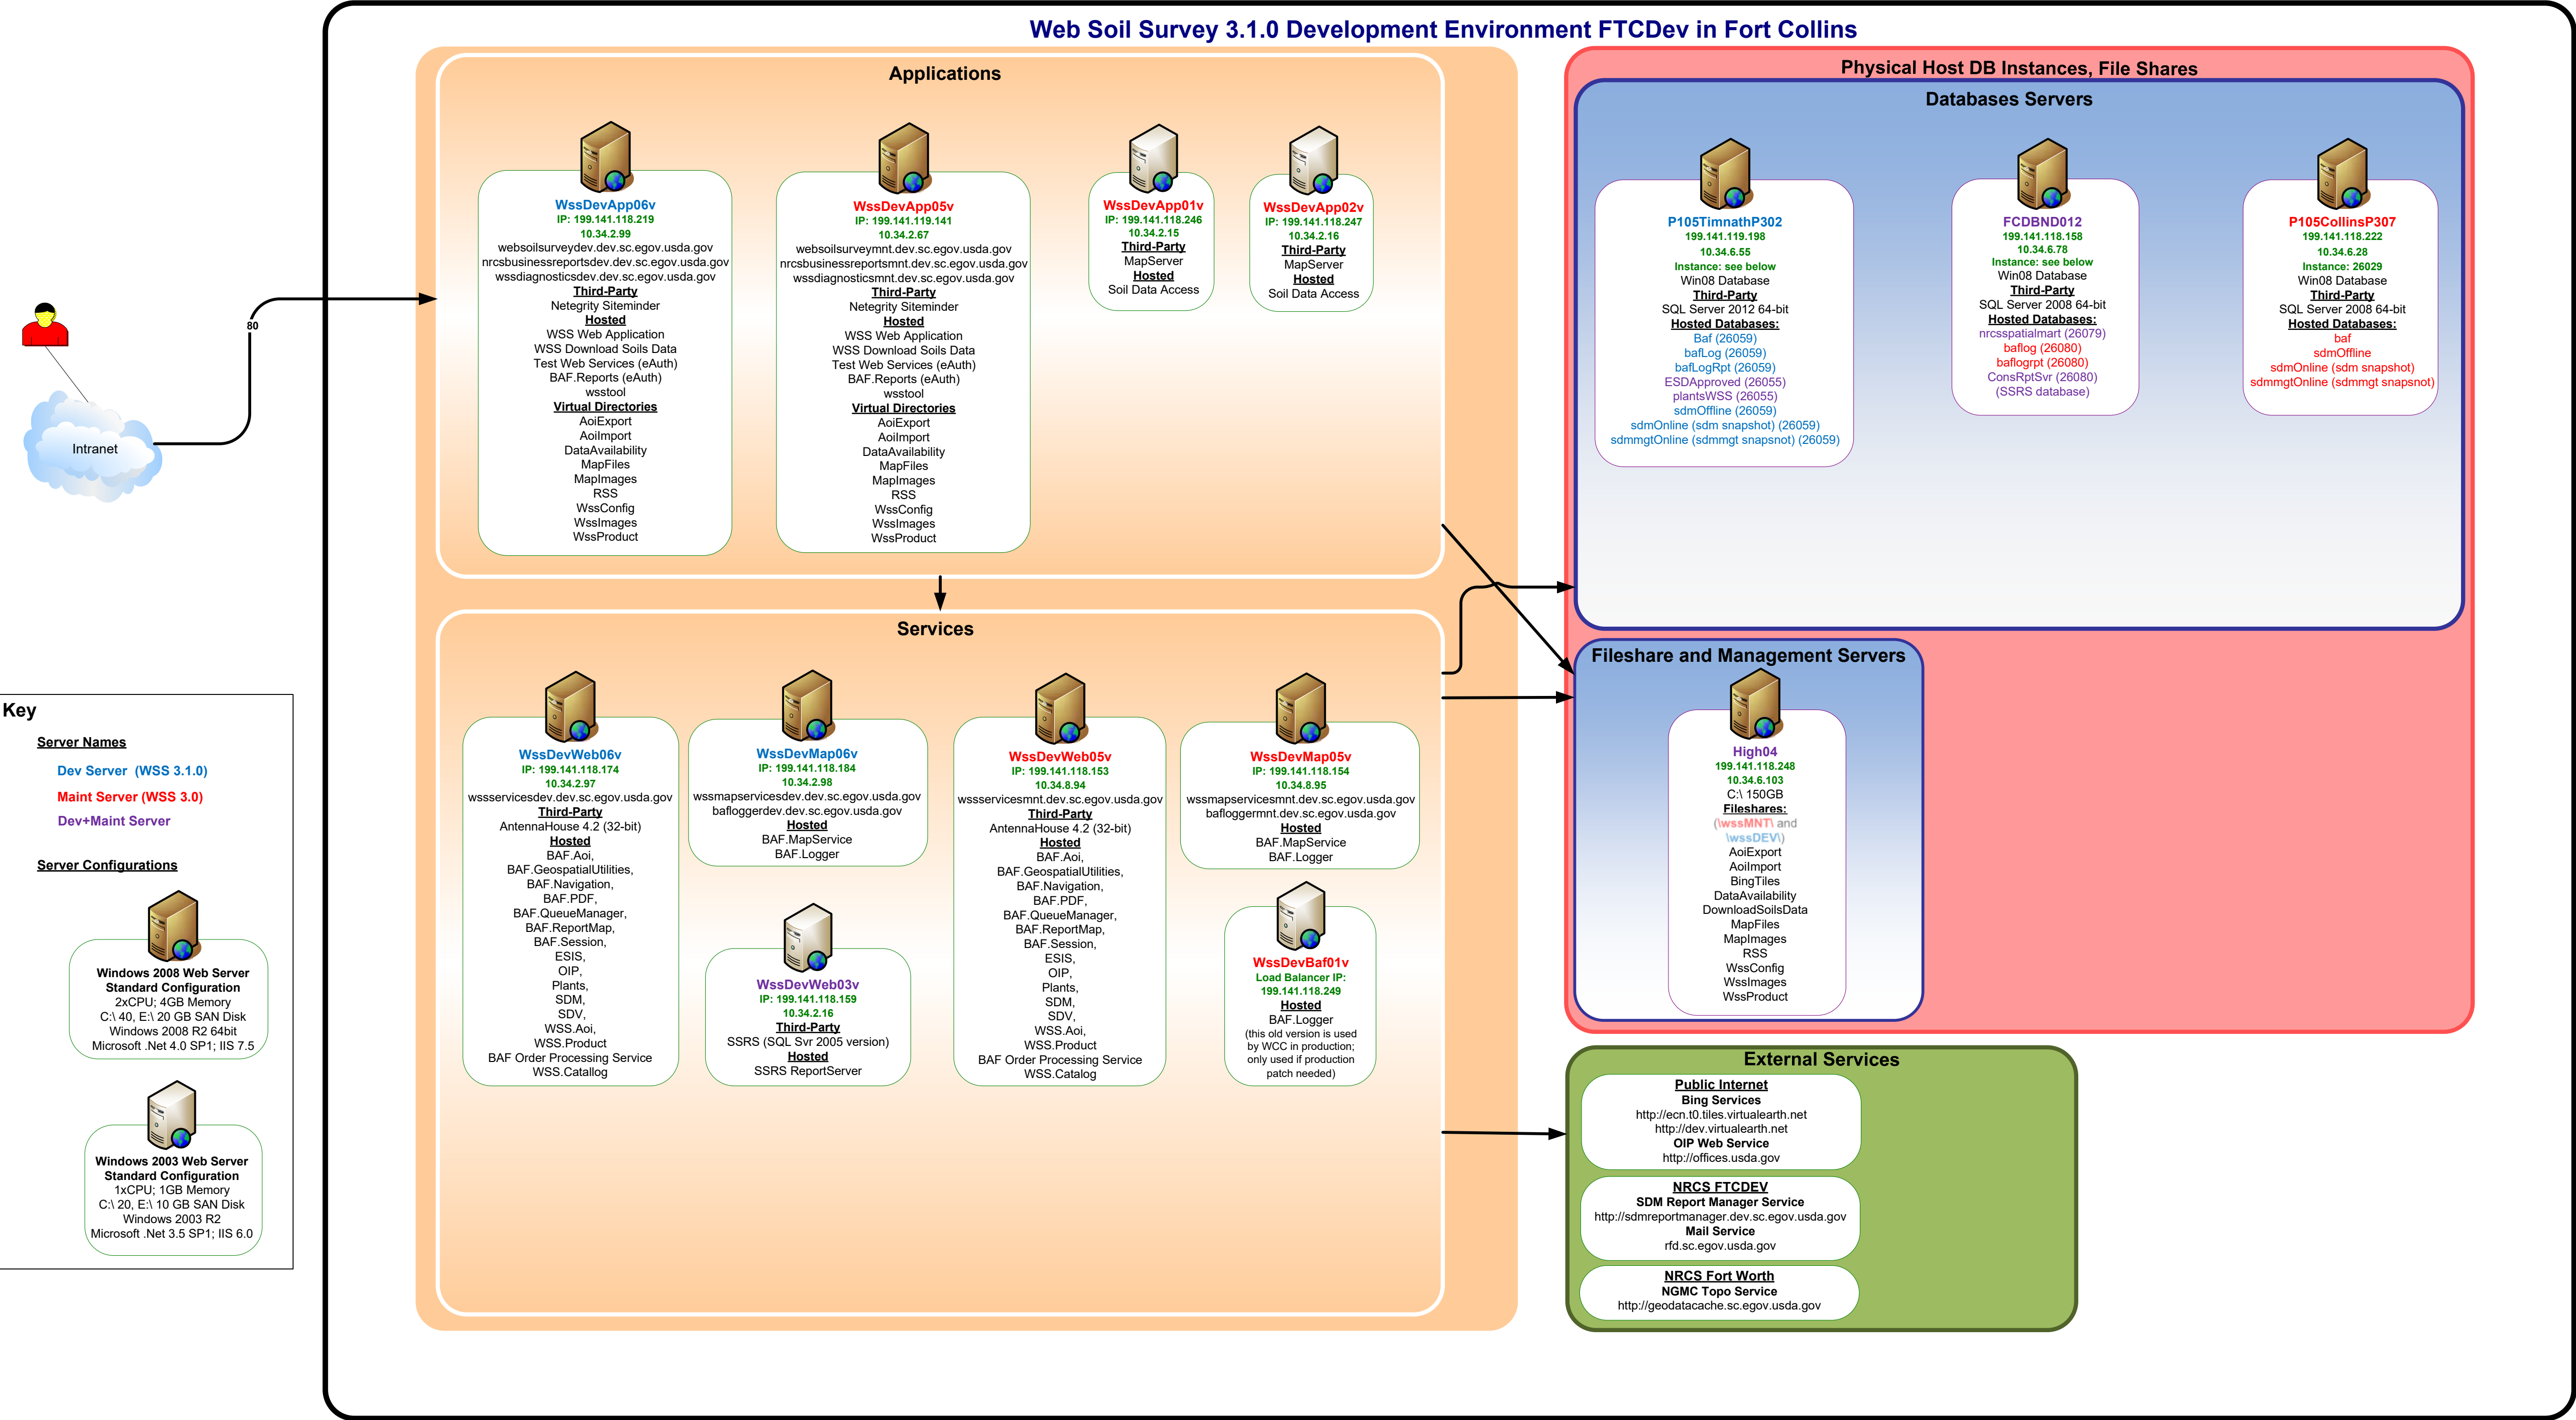 Web Soil Survey 3.1.0 Development Environment FTCDev in Fort Collins
Applications
WssDevApp06v
IP: 199.141.118.219
10.34.2.99
websoilsurveydev.dev.sc.egov.usda.gov
nrcsbusinessreportsdev.dev.sc.egov.usda.gov
wssdiagnosticsdev.dev.sc.egov.usda.gov
Third-Party
Netegrity Siteminder
Hosted
WSS Web Application
WSS Download Soils Data
Test Web Services (eAuth)
BAF.Reports (eAuth)
wsstool
Virtual Directories
AoiExport
AoiImport
DataAvailability
MapFiles
MapImages
RSS
WssConfig
WssImages
WssProduct
WssDevApp05v
IP: 199.141.119.141
10.34.2.67
websoilsurveymnt.dev.sc.egov.usda.gov
nrcsbusinessreportsmnt.dev.sc.egov.usda.gov
wssdiagnosticsmnt.dev.sc.egov.usda.gov
Third-Party
Netegrity Siteminder
Hosted
WSS Web Application
WSS Download Soils Data
Test Web Services (eAuth)
BAF.Reports (eAuth)
wsstool
Virtual Directories
AoiExport
AoiImport
DataAvailability
MapFiles
MapImages
RSS
WssConfig
WssImages
WssProduct
WssDevApp01v
IP: 199.141.118.246
10.34.2.15
Third-Party
MapServer
Hosted
Soil Data Access
WssDevApp02v
IP: 199.141.118.247
10.34.2.16
Third-Party
MapServer
Hosted
Soil Data Access
Physical Host DB Instances, File Shares
Databases Servers
P105TimnathP302
199.141.119.198
10.34.6.55
Instance: see below
Win08 Database
Third-Party
SQL Server 2012 64-bit
Hosted Databases:
Baf (26059)
bafLog (26059)
bafLogRpt (26059)
ESDApproved (26055)
plantsWSS (26055)
sdmOffline (26059)
sdmOnline (sdm snapshot) (26059)
sdmmgtOnline (sdmmgt snapsnot) (26059)
FCDBND012
199.141.118.158
10.34.6.78
Instance: see below
Win08 Database
Third-Party
SQL Server 2008 64-bit
Hosted Databases:
nrcsspatialmart (26079)
baflog (26080)
baflogrpt (26080)
ConsRptSvr (26080)
(SSRS database)
P105CollinsP307
199.141.118.222
10.34.6.28
Instance: 26029
Win08 Database
Third-Party
SQL Server 2008 64-bit
Hosted Databases:
baf
sdmOffline
sdmOnline (sdm snapshot)
sdmmgtOnline (sdmmgt snapsnot)
80
Intranet
Services
WssDevWeb06v
IP: 199.141.118.174
10.34.2.97
wssservicesdev.dev.sc.egov.usda.gov
Third-Party
AntennaHouse 4.2 (32-bit)
Hosted
BAF.Aoi,
BAF.GeospatialUtilities,
BAF.Navigation,
BAF.PDF,
BAF.QueueManager,
BAF.ReportMap,
BAF.Session,
ESIS,
OIP,
Plants,
SDM,
SDV,
WSS.Aoi,
WSS.Product
BAF Order Processing Service
WSS.Catallog
WssDevMap06v
IP: 199.141.118.184
10.34.2.98
wssmapservicesdev.dev.sc.egov.usda.gov
bafloggerdev.dev.sc.egov.usda.gov
Hosted
BAF.MapService
BAF.Logger
WssDevWeb03v
IP: 199.141.118.159
10.34.2.16
Third-Party
SSRS (SQL Svr 2005 version)
Hosted
SSRS ReportServer
WssDevWeb05v
IP: 199.141.118.153
10.34.8.94
wssservicesmnt.dev.sc.egov.usda.gov
Third-Party
AntennaHouse 4.2 (32-bit)
Hosted
BAF.Aoi,
BAF.GeospatialUtilities,
BAF.Navigation,
BAF.PDF,
BAF.QueueManager,
BAF.ReportMap,
BAF.Session,
ESIS,
OIP,
Plants,
SDM,
SDV,
WSS.Aoi,
WSS.Product
BAF Order Processing Service
WSS.Catalog
WssDevMap05v
IP: 199.141.118.154
10.34.8.95
wssmapservicesmnt.dev.sc.egov.usda.gov
bafloggermnt.dev.sc.egov.usda.gov
Hosted
BAF.MapService
BAF.Logger
WssDevBaf01v
Load Balancer IP:
199.141.118.249
Hosted
BAF.Logger
(this old version is used
by WCC in production;
only used if production
patch needed)
Fileshare and Management Servers
High04
199.141.118.248
10.34.6.103
C:\ 150GB
Fileshares:
(\wssMNT\ and
\wssDEV\)
AoiExport
AoiImport
BingTiles
DataAvailability
DownloadSoilsData
MapFiles
MapImages
RSS
WssConfig
WssImages
WssProduct
External Services
Public Internet
Bing Services
http://ecn.t0.tiles.virtualearth.net
http://dev.virtualearth.net
OIP Web Service
http://offices.usda.gov
NRCS FTCDEV
SDM Report Manager Service
http://sdmreportmanager.dev.sc.egov.usda.gov
Mail Service
rfd.sc.egov.usda.gov
NRCS Fort Worth
NGMC Topo Service
http://geodatacache.sc.egov.usda.gov
Key
Server Names
Dev Server (WSS 3.1.0)
Maint Server (WSS 3.0)
Dev+Maint Server
Server Configurations
Windows 2008 Web Server
Standard Configuration
2xCPU; 4GB Memory
C:\ 40, E:\ 20 GB SAN Disk
Windows 2008 R2 64bit
Microsoft .Net 4.0 SP1; IIS 7.5
Windows 2003 Web Server
Standard Configuration
1xCPU; 1GB Memory
C:\ 20, E:\ 10 GB SAN Disk
Windows 2003 R2
Microsoft .Net 3.5 SP1; IIS 6.0